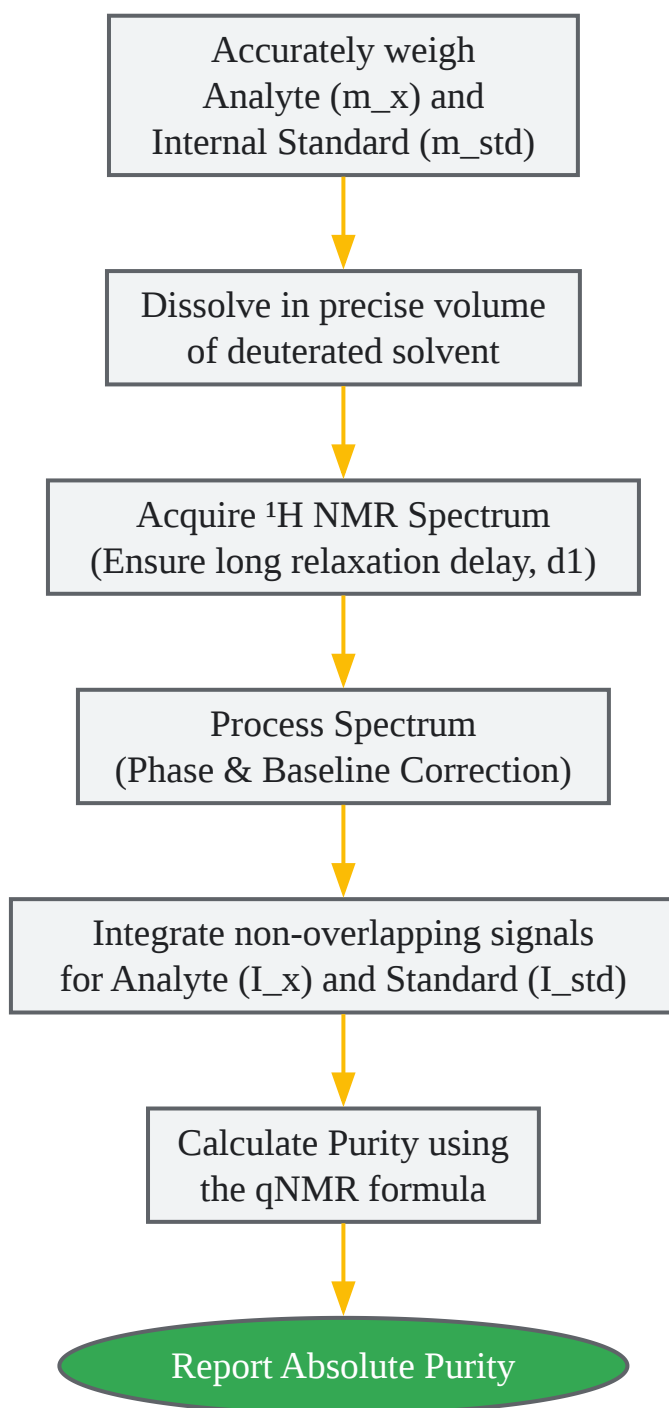 Accurately weigh
Analyte (m_x) and
Internal Standard (m_std)
Dissolve in precise volume
of deuterated solvent
Acquire ¹H NMR Spectrum
(Ensure long relaxation delay, d1)
Process Spectrum
(Phase & Baseline Correction)
Integrate non-overlapping signals
for Analyte (I_x) and Standard (I_std)
Calculate Purity using
the qNMR formula
Report Absolute Purity